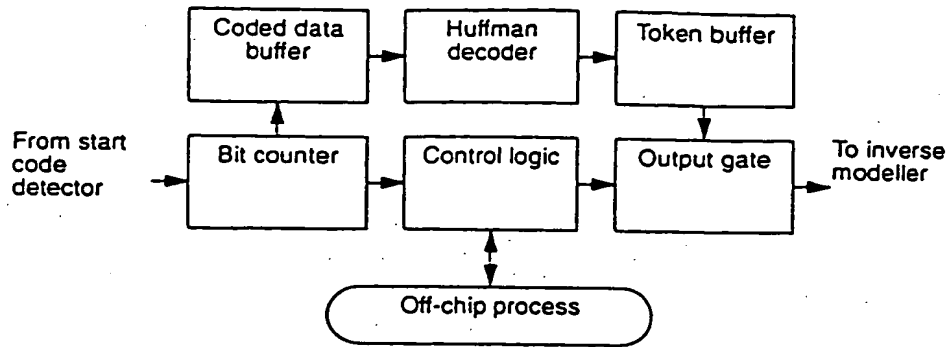 Coded data
buffer
Huffman
decoder
Token buffer
From start
code
detector
Bit counter
Control logic
Output gate
To inverse
modeller
Off-chip process